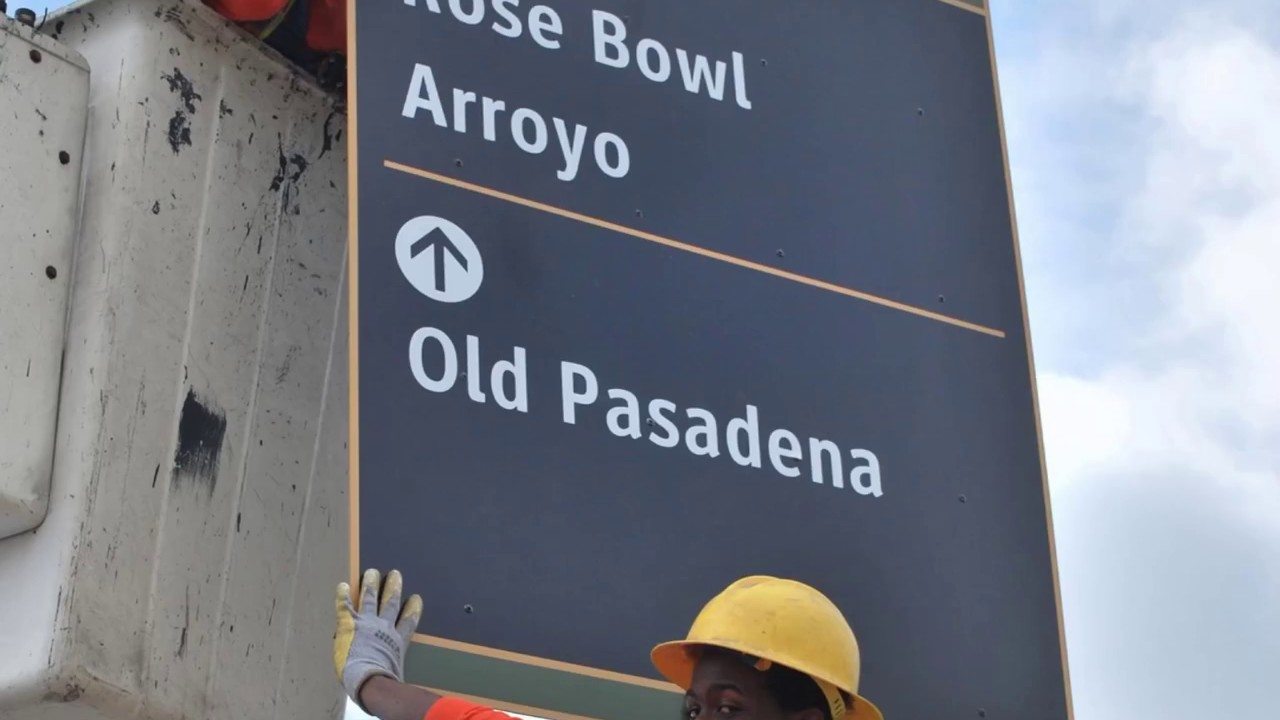 Rose Bowl
Arroyo
Old Pasadena